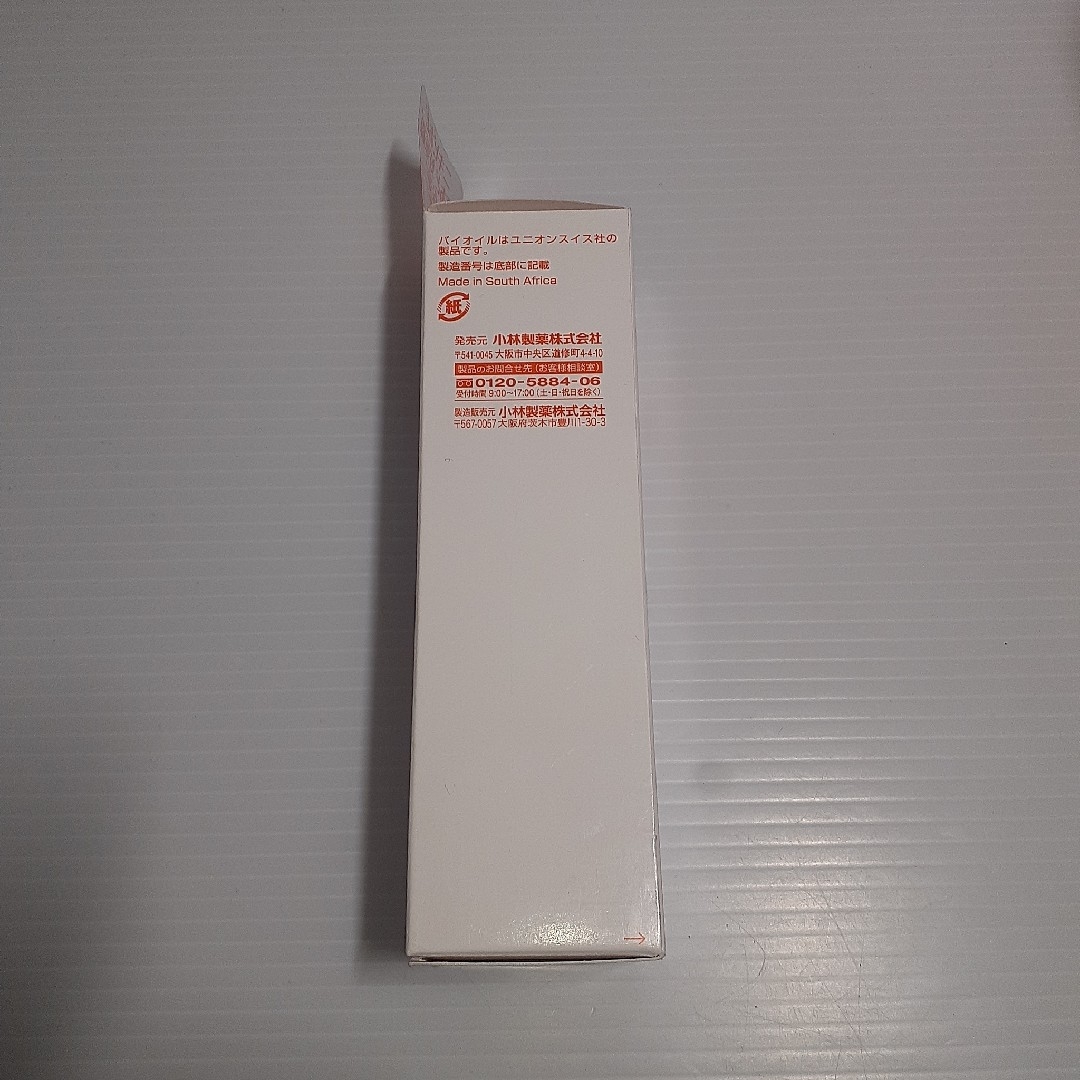 バイオイルはユニオンスイス社の
製品です。
製造番号は底部に記載
Made in South Africa
紙
発売元 小林製薬株式会社
〒541-0045 大阪市中央区道修町4-4-10
製品のお問合せ先（お客様相談室）
0120-5884-06
受付時間 9:00〜17:00（土・日・祝日を除く）
製造販売元 小林製薬株式会社
〒567-0057 大阪府茨木市豊川1-30-3
→